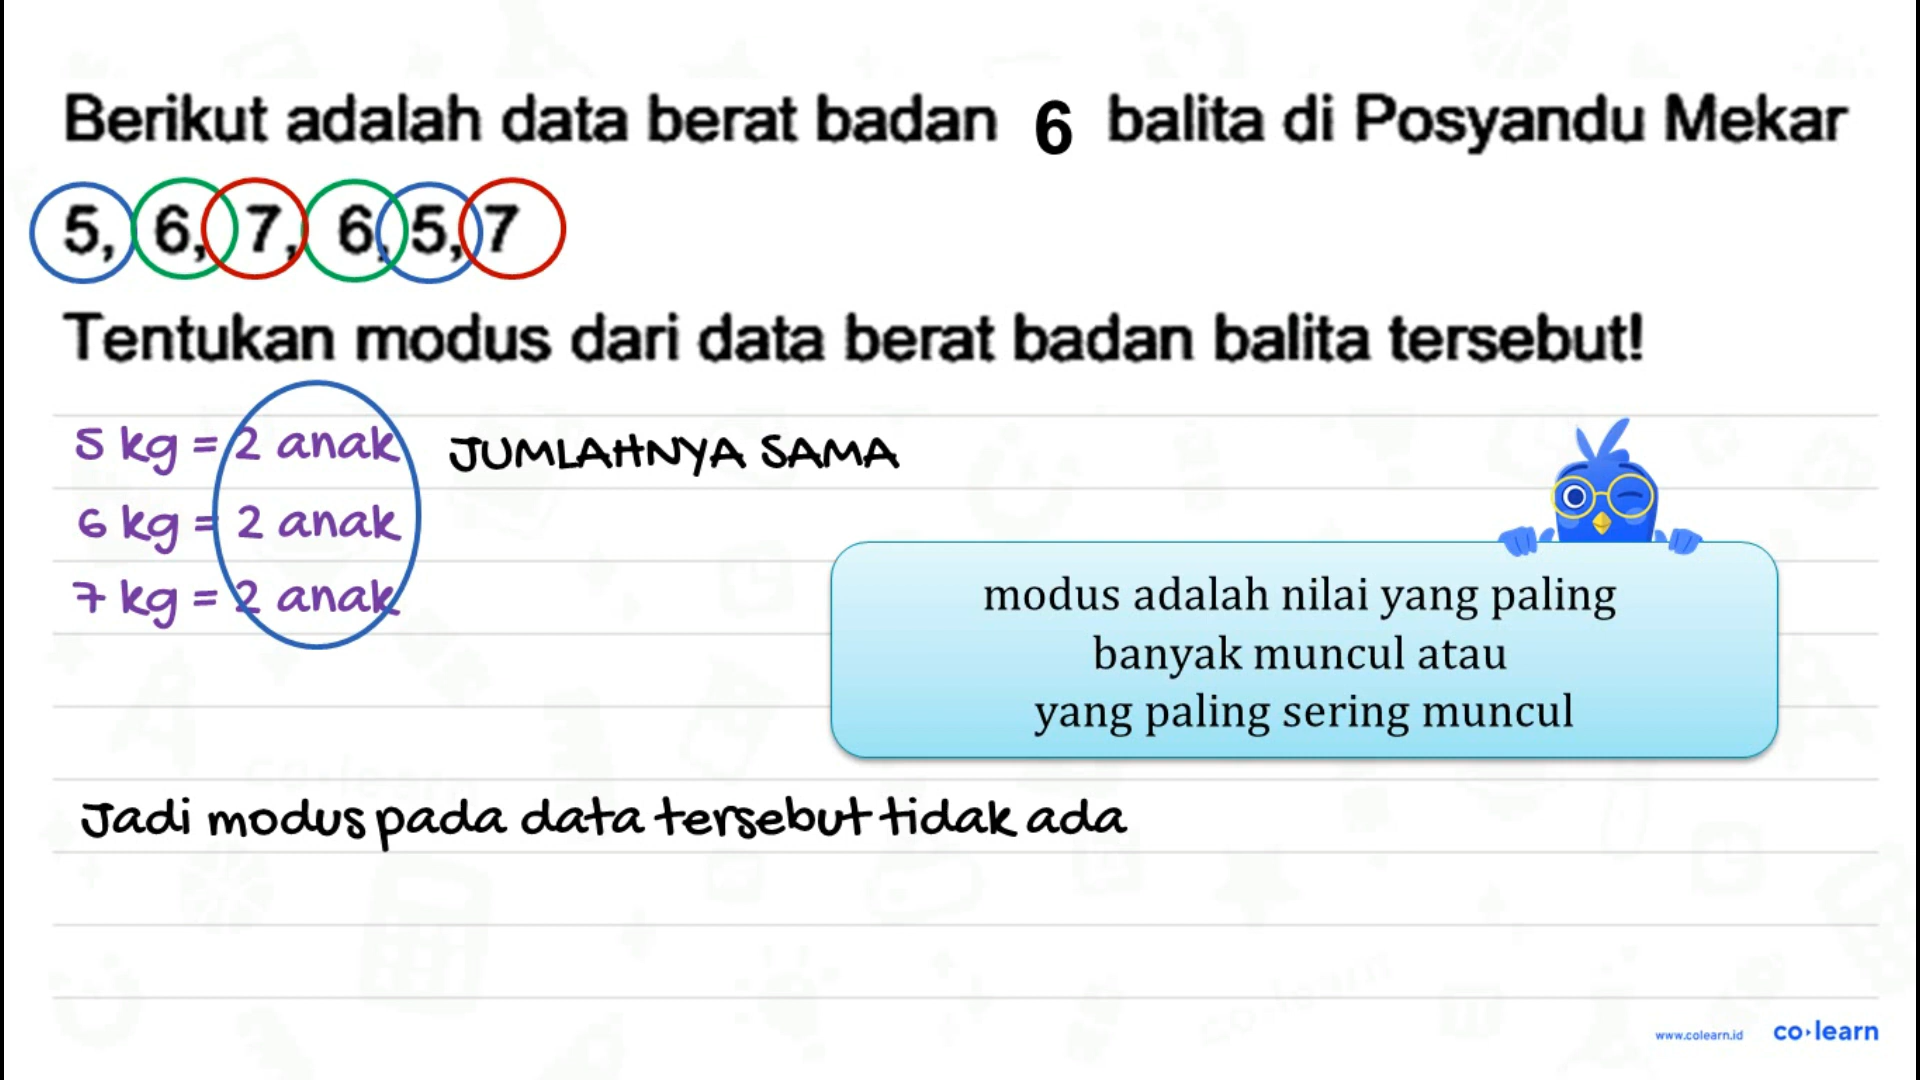 Berikut adalah data berat badan 6 balita di Posyandu Mekar
5, 6, 7, 6, 5, 7
Tentukan modus dari data berat badan balita tersebut!
5 kg = 2 anak JUMLAHNYA SAMA
6 kg = 2 anak
7 kg = 2 anak
modus adalah nilai yang paling
banyak muncul atau
yang paling sering muncul
Jadi modus pada data tersebut tidak ada
www.colearn.id co·learn